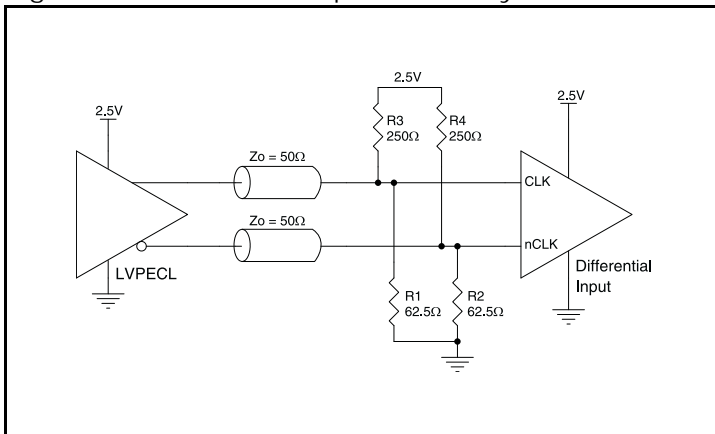 2.5V
2.5V
2.5V
R3
250Ω
R4
250Ω
Zo = 50Ω
CLK
Zo = 50Ω
nCLK
LVPECL
Differential
Input
R1
62.5Ω
R2
62.5Ω